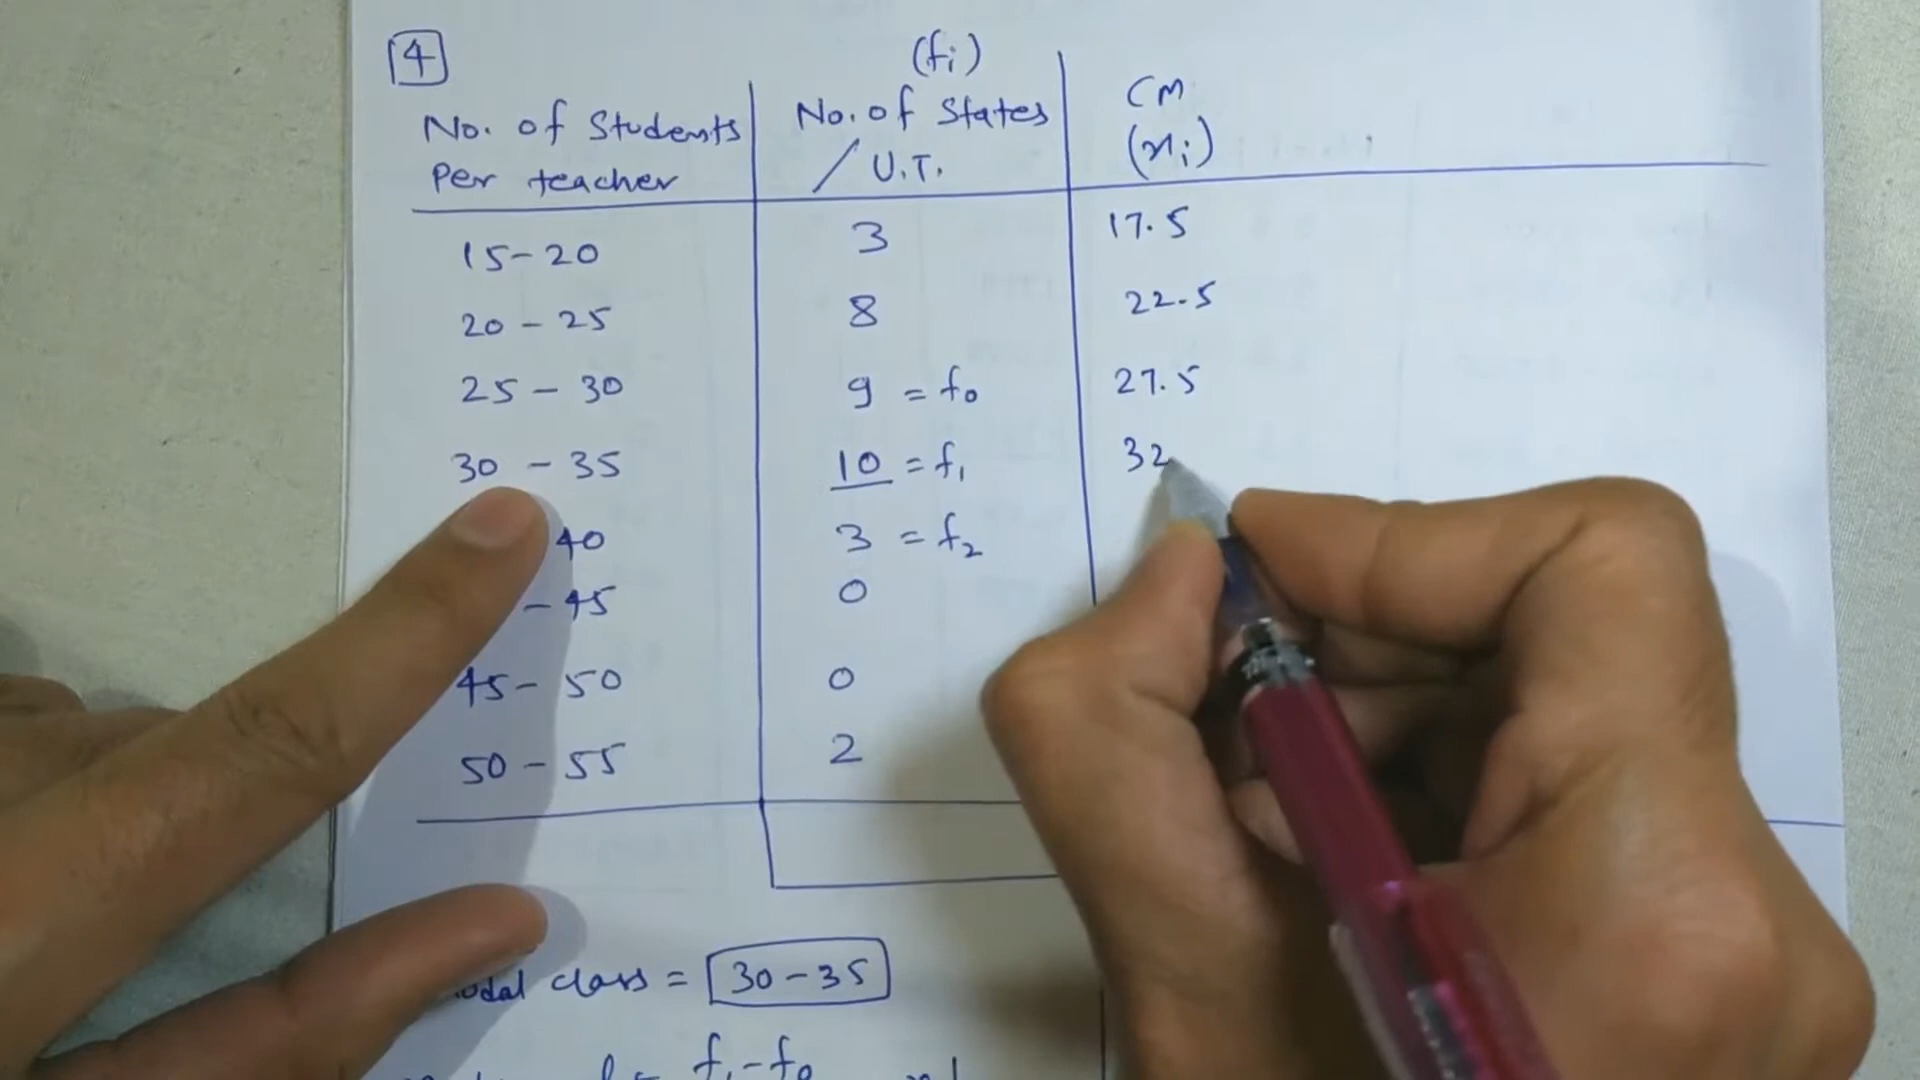 4
(fi)
No. of Students
Per teacher
No. of States
/ U.T.
CM
(xi)
15-20 3 17.5
20 - 25 8 22.5
25 - 30 9 = f0 27.5
30 - 35 10 = f1 32
40 3 = f2
- 45 0
45 - 50 0
50 - 55 2
class = 30 - 35
f1 - f0